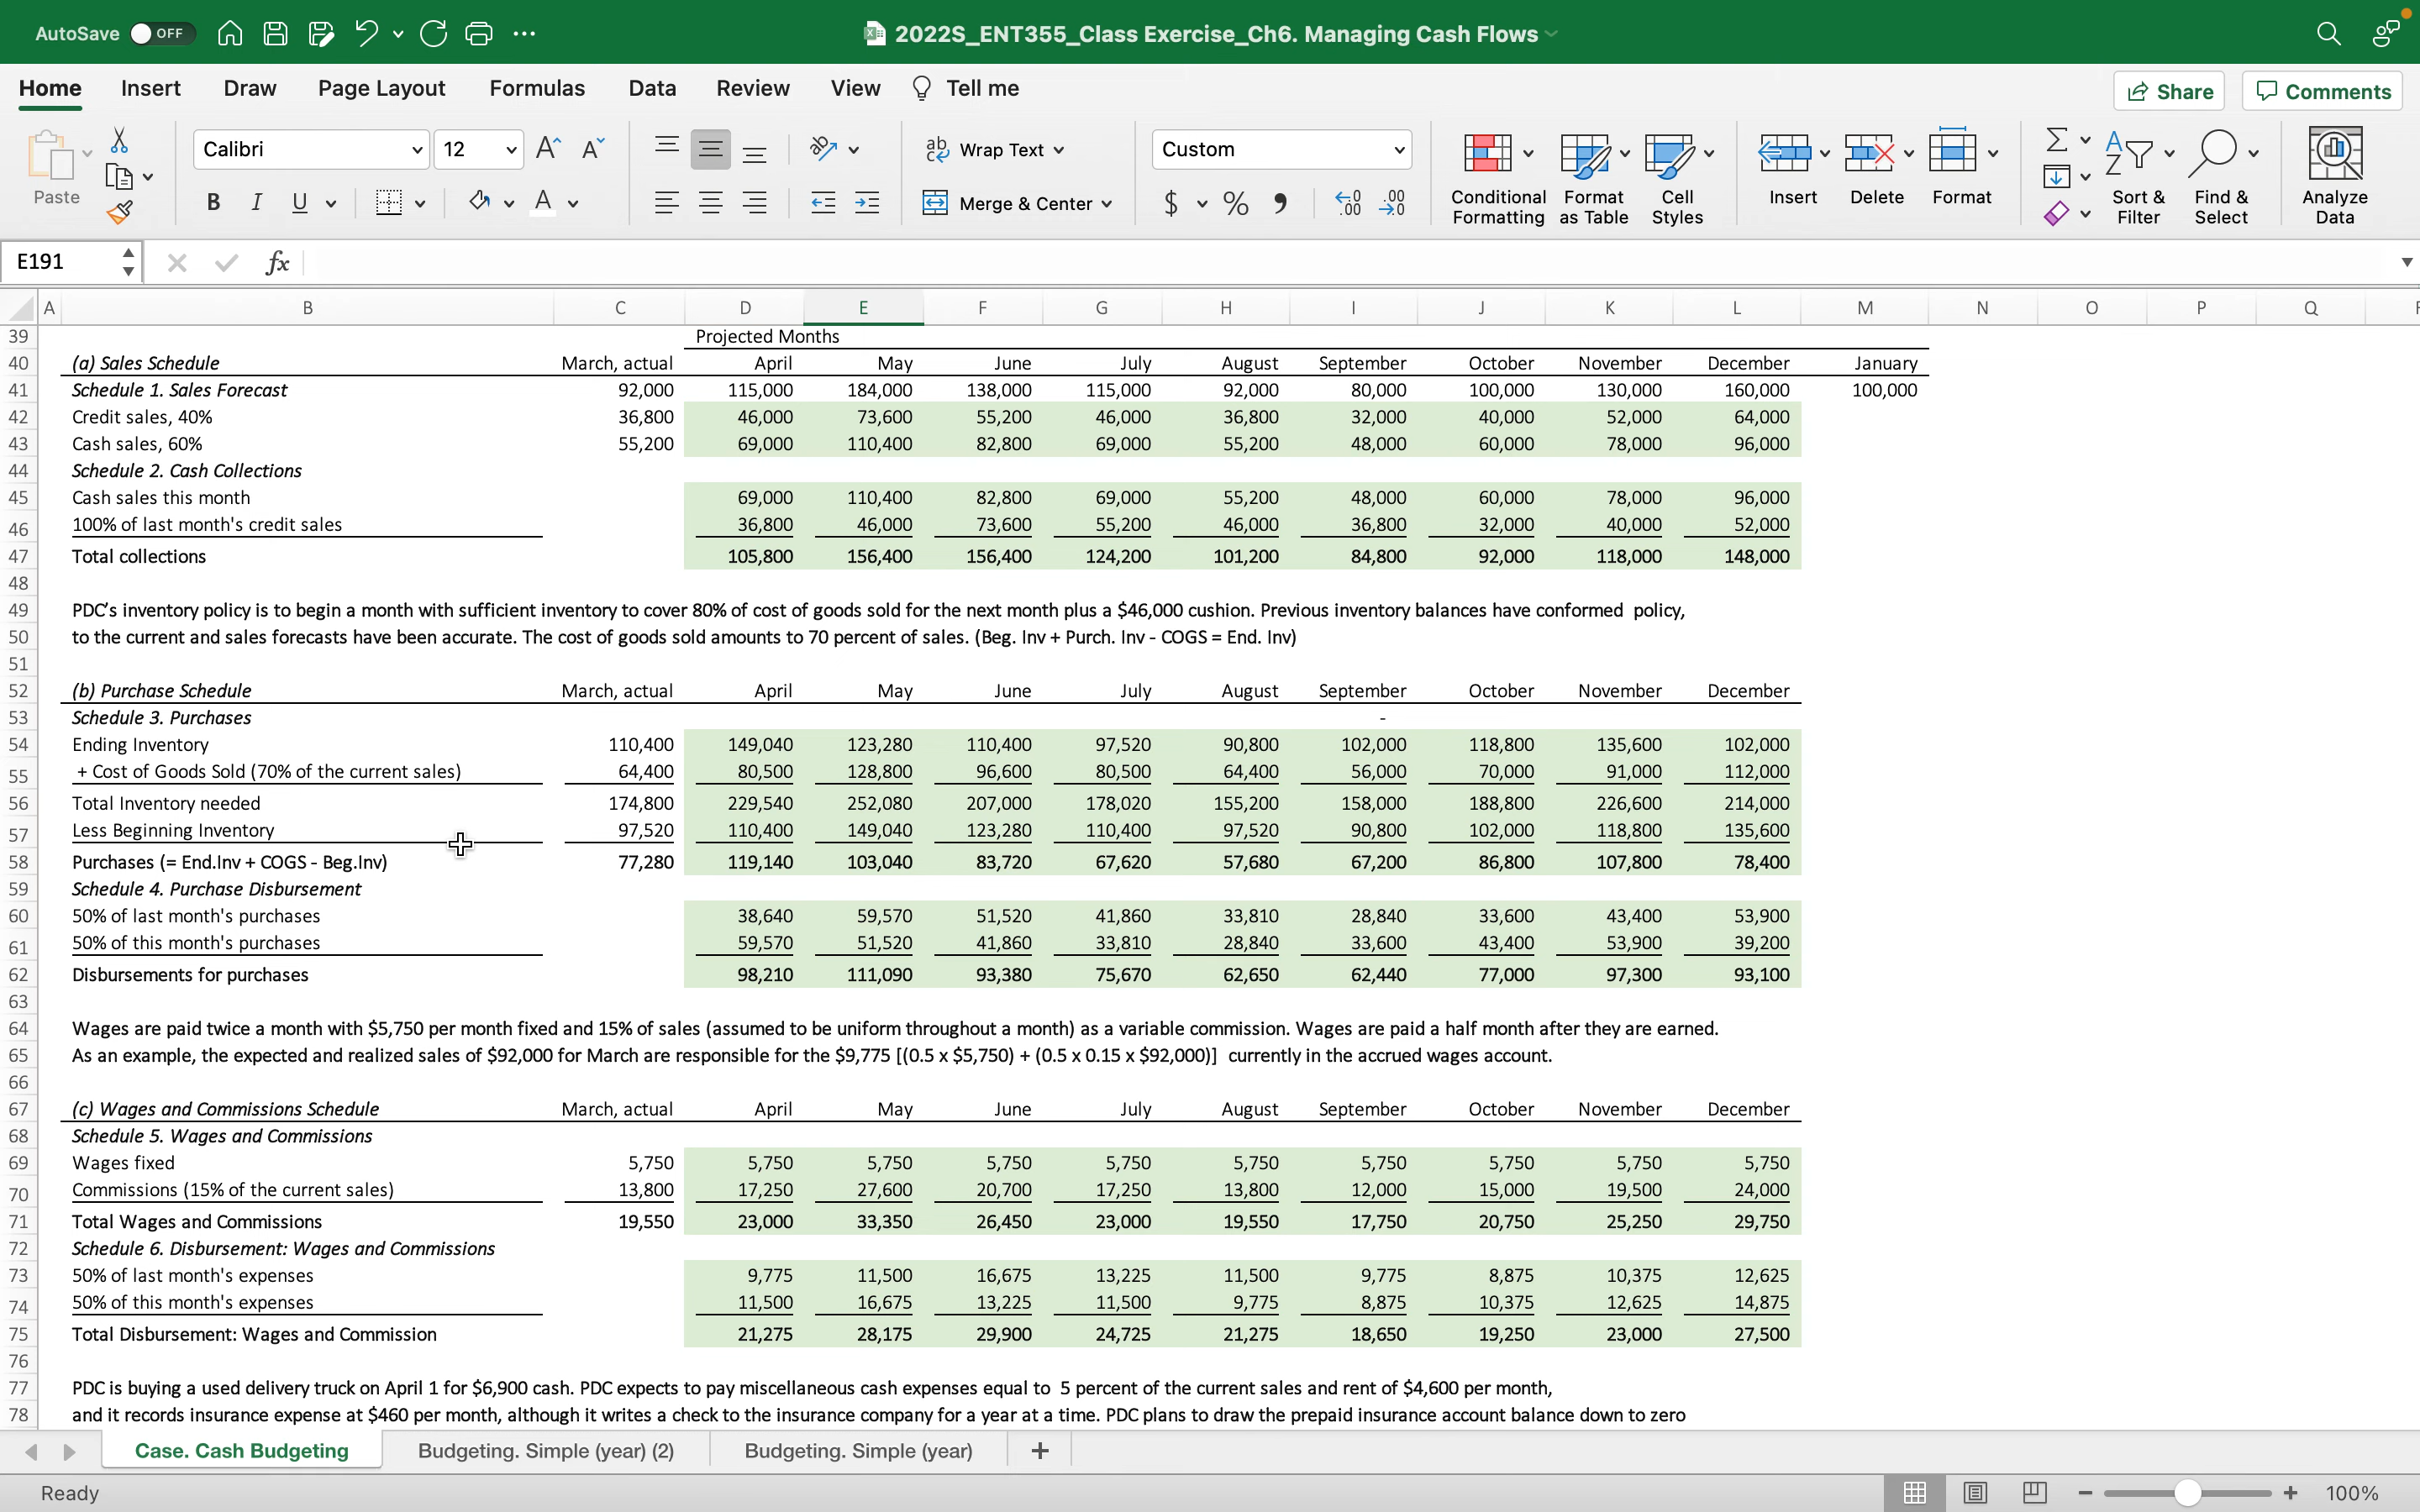 AutoSave OFF 2022S_ENT355_Class Exercise_Ch6. Managing Cash Flows
Home Insert Draw Page Layout Formulas Data Review View Tell me Share Comments
Paste Calibri 12 Wrap Text Custom Conditional Formatting Format as Table Cell Styles Insert Delete Format Sort & Filter Find & Select Analyze Data
B I U Merge & Center $ % 9
E191 fx
A B C D E F G H I J K L M N O P Q
39 Projected Months
40 (a) Sales Schedule March, actual April May June July August September October November December January
41 Schedule 1. Sales Forecast 92,000 115,000 184,000 138,000 115,000 92,000 80,000 100,000 130,000 160,000 100,000
42 Credit sales, 40% 36,800 46,000 73,600 55,200 46,000 36,800 32,000 40,000 52,000 64,000
43 Cash sales, 60% 55,200 69,000 110,400 82,800 69,000 55,200 48,000 60,000 78,000 96,000
44 Schedule 2. Cash Collections
45 Cash sales this month 69,000 110,400 82,800 69,000 55,200 48,000 60,000 78,000 96,000
46 100% of last month's credit sales 36,800 46,000 73,600 55,200 46,000 36,800 32,000 40,000 52,000
47 Total collections 105,800 156,400 156,400 124,200 101,200 84,800 92,000 118,000 148,000
48
49 PDC's inventory policy is to begin a month with sufficient inventory to cover 80% of cost of goods sold for the next month plus a $46,000 cushion. Previous inventory balances have conformed policy,
50 to the current and sales forecasts have been accurate. The cost of goods sold amounts to 70 percent of sales. (Beg. Inv + Purch. Inv - COGS = End. Inv)
51
52 (b) Purchase Schedule March, actual April May June July August September October November December
53 Schedule 3. Purchases -
54 Ending Inventory 110,400 149,040 123,280 110,400 97,520 90,800 102,000 118,800 135,600 102,000
55 + Cost of Goods Sold (70% of the current sales) 64,400 80,500 128,800 96,600 80,500 64,400 56,000 70,000 91,000 112,000
56 Total Inventory needed 174,800 229,540 252,080 207,000 178,020 155,200 158,000 188,800 226,600 214,000
57 Less Beginning Inventory 97,520 110,400 149,040 123,280 110,400 97,520 90,800 102,000 118,800 135,600
58 Purchases (= End.Inv + COGS - Beg.Inv) 77,280 119,140 103,040 83,720 67,620 57,680 67,200 86,800 107,800 78,400
59 Schedule 4. Purchase Disbursement
60 50% of last month's purchases 38,640 59,570 51,520 41,860 33,810 28,840 33,600 43,400 53,900
61 50% of this month's purchases 59,570 51,520 41,860 33,810 28,840 33,600 43,400 53,900 39,200
62 Disbursements for purchases 98,210 111,090 93,380 75,670 62,650 62,440 77,000 97,300 93,100
63
64 Wages are paid twice a month with $5,750 per month fixed and 15% of sales (assumed to be uniform throughout a month) as a variable commission. Wages are paid a half month after they are earned.
65 As an example, the expected and realized sales of $92,000 for March are responsible for the $9,775 [(0.5 x $5,750) + (0.5 x 0.15 x $92,000)] currently in the accrued wages account.
66
67 (c) Wages and Commissions Schedule March, actual April May June July August September October November December
68 Schedule 5. Wages and Commissions
69 Wages fixed 5,750 5,750 5,750 5,750 5,750 5,750 5,750 5,750 5,750 5,750
70 Commissions (15% of the current sales) 13,800 17,250 27,600 20,700 17,250 13,800 12,000 15,000 19,500 24,000
71 Total Wages and Commissions 19,550 23,000 33,350 26,450 23,000 19,550 17,750 20,750 25,250 29,750
72 Schedule 6. Disbursement: Wages and Commissions
73 50% of last month's expenses 9,775 11,500 16,675 13,225 11,500 9,775 8,875 10,375 12,625
74 50% of this month's expenses 11,500 16,675 13,225 11,500 9,775 8,875 10,375 12,625 14,875
75 Total Disbursement: Wages and Commission 21,275 28,175 29,900 24,725 21,275 18,650 19,250 23,000 27,500
76
77 PDC is buying a used delivery truck on April 1 for $6,900 cash. PDC expects to pay miscellaneous cash expenses equal to 5 percent of the current sales and rent of $4,600 per month,
78 and it records insurance expense at $460 per month, although it writes a check to the insurance company for a year at a time. PDC plans to draw the prepaid insurance account balance down to zero
Case. Cash Budgeting Budgeting. Simple (year) (2) Budgeting. Simple (year) +
Ready 100%